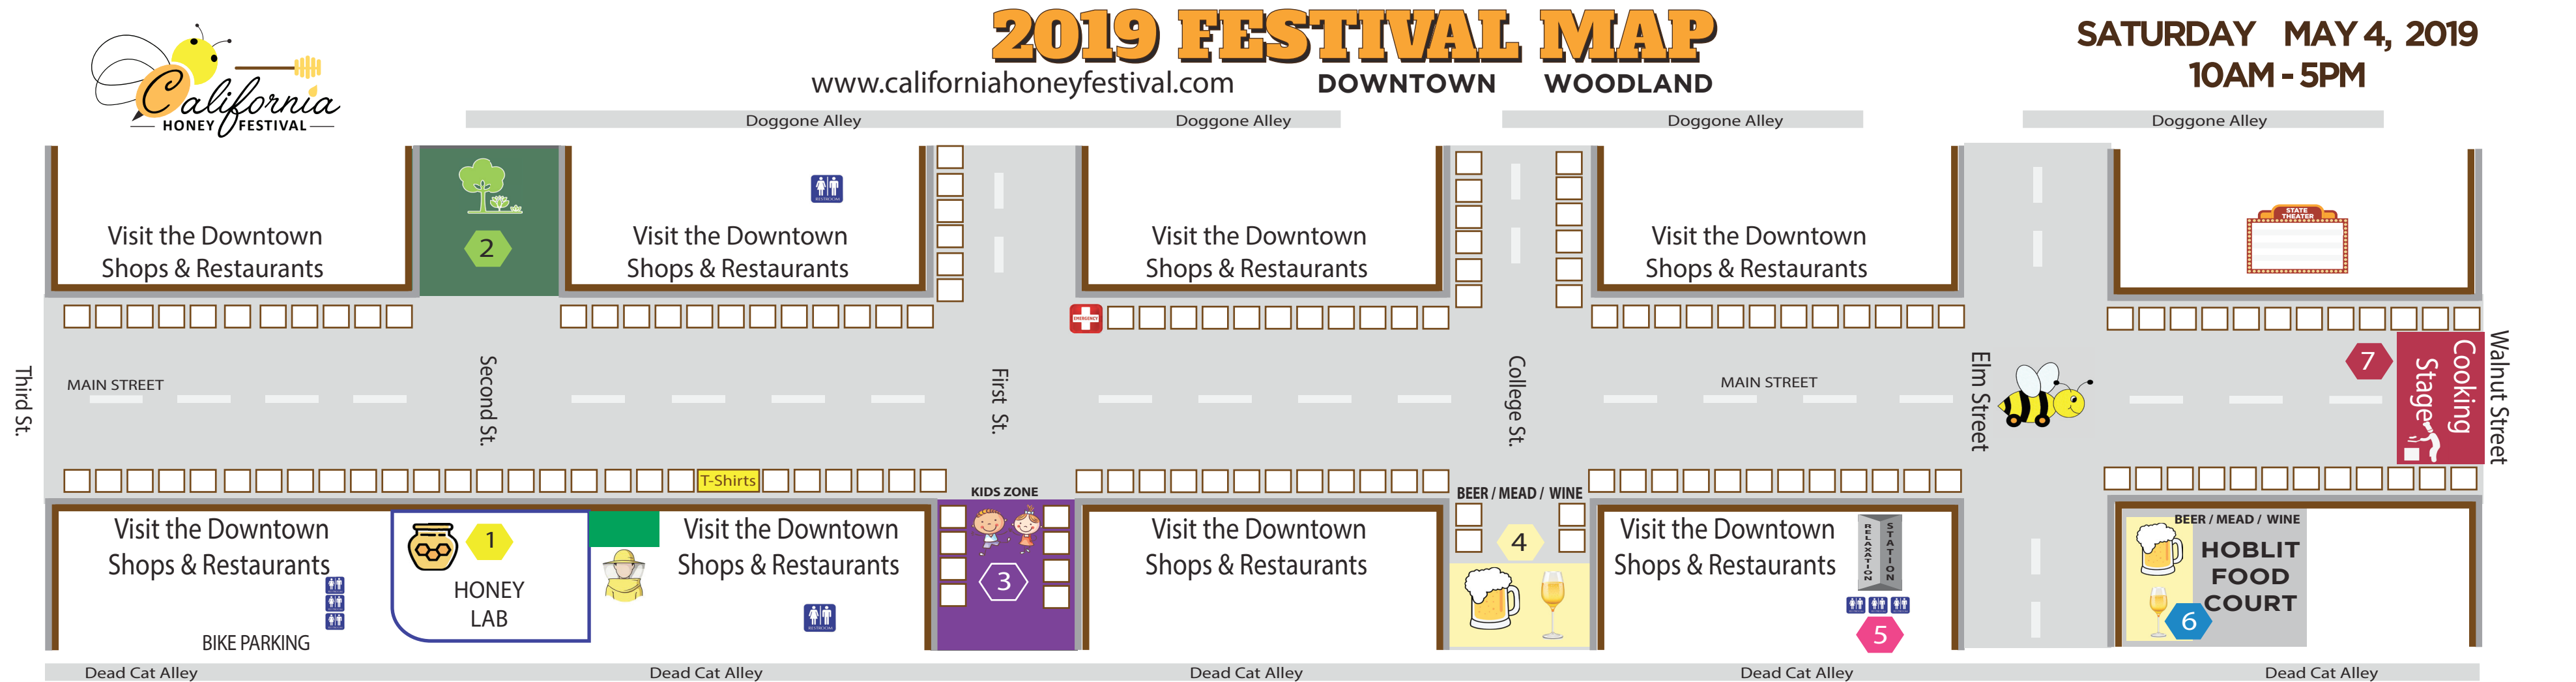 2019 FESTIVAL MAP
www.californiahoneyfestival.com DOWNTOWN WOODLAND
SATURDAY MAY 4, 2019
10AM - 5PM
California
HONEY FESTIVAL
Doggone Alley
Doggone Alley
Doggone Alley
Doggone Alley
Visit the Downtown
Shops & Restaurants
2
RESTROOM
Visit the Downtown
Shops & Restaurants
Visit the Downtown
Shops & Restaurants
Visit the Downtown
Shops & Restaurants
STATE
THEATER
EMERGENCY
Third St.
MAIN STREET
Second St.
First St.
College St.
MAIN STREET
Elm Street
7
Cooking
Stage
Walnut Street
T-Shirts
KIDS ZONE
BEER / MEAD / WINE
Visit the Downtown
Shops & Restaurants
BIKE PARKING
1
HONEY
LAB
Visit the Downtown
Shops & Restaurants
RESTROOM
3
Visit the Downtown
Shops & Restaurants
4
Visit the Downtown
Shops & Restaurants
RELAXATION
STATION
5
BEER / MEAD / WINE
HOBLIT
FOOD
COURT
6
Dead Cat Alley
Dead Cat Alley
Dead Cat Alley
Dead Cat Alley
Dead Cat Alley